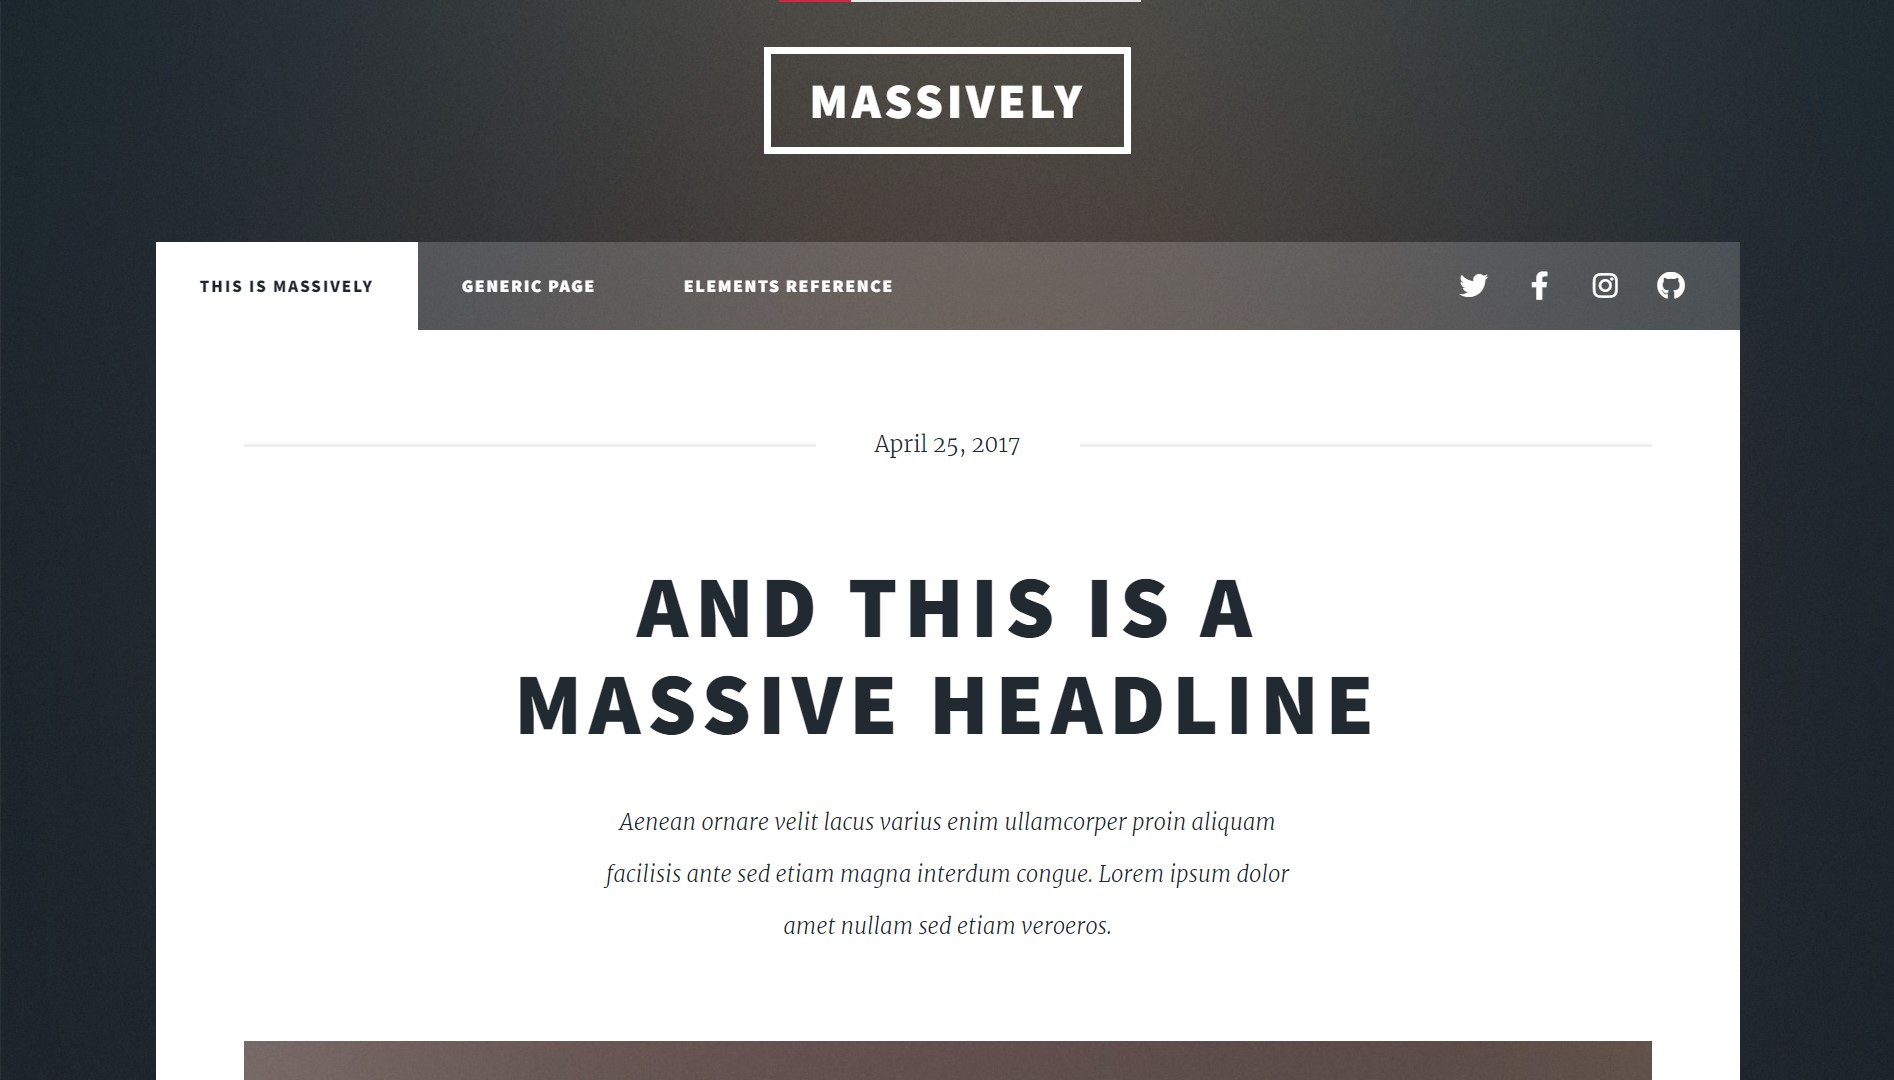 MASSIVELY
THIS IS MASSIVELY
GENERIC PAGE
ELEMENTS REFERENCE
April 25, 2017
AND THIS IS A
MASSIVE HEADLINE
Aenean ornare velit lacus varius enim ullamcorper proin aliquam
facilisis ante sed etiam magna interdum congue. Lorem ipsum dolor
amet nullam sed etiam veroeros.